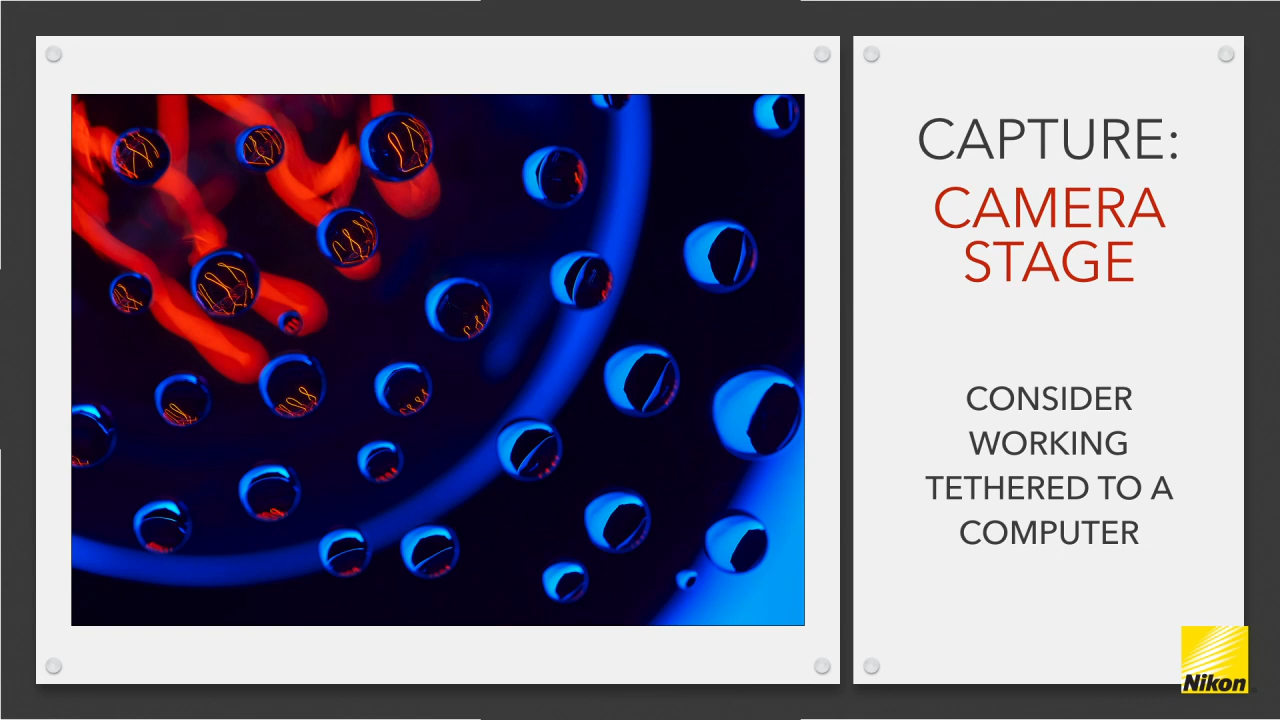 CAPTURE:
CAMERA
STAGE
CONSIDER
WORKING
TETHERED TO A
COMPUTER
Nikon